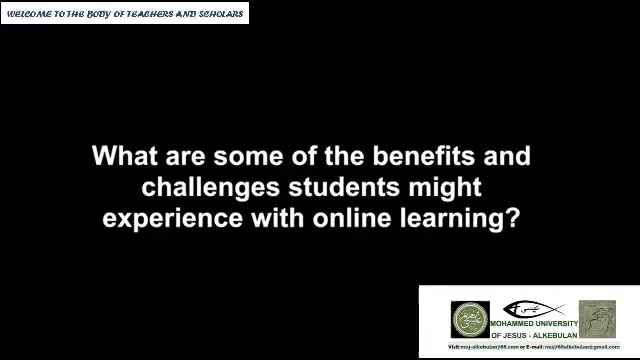 WELCOME TO THE BODY OF TEACHERS AND SCHOLARS
What are some of the benefits and
challenges students might
experience with online learning?
MOHAMMED UNIVERSITY
OF JESUS - ALKEBULAN